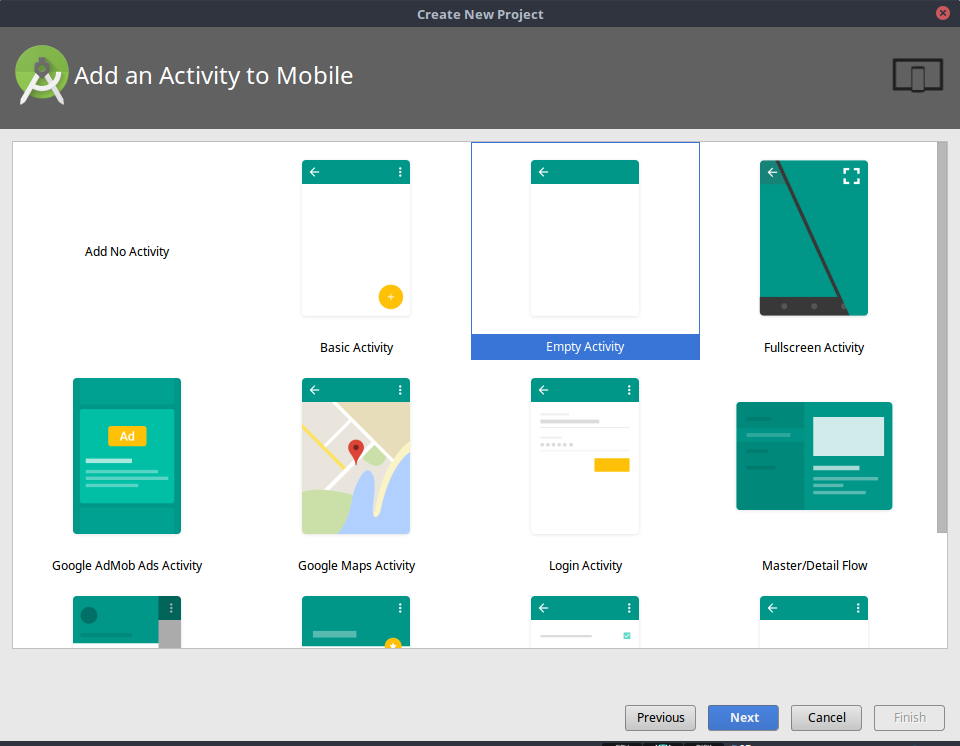 Create New Project
Add an Activity to Mobile
Add No Activity
Basic Activity
Empty Activity
Fullscreen Activity
Ad
Google AdMob Ads Activity
Google Maps Activity
Login Activity
Master/Detail Flow
Previous
Next
Cancel
Finish